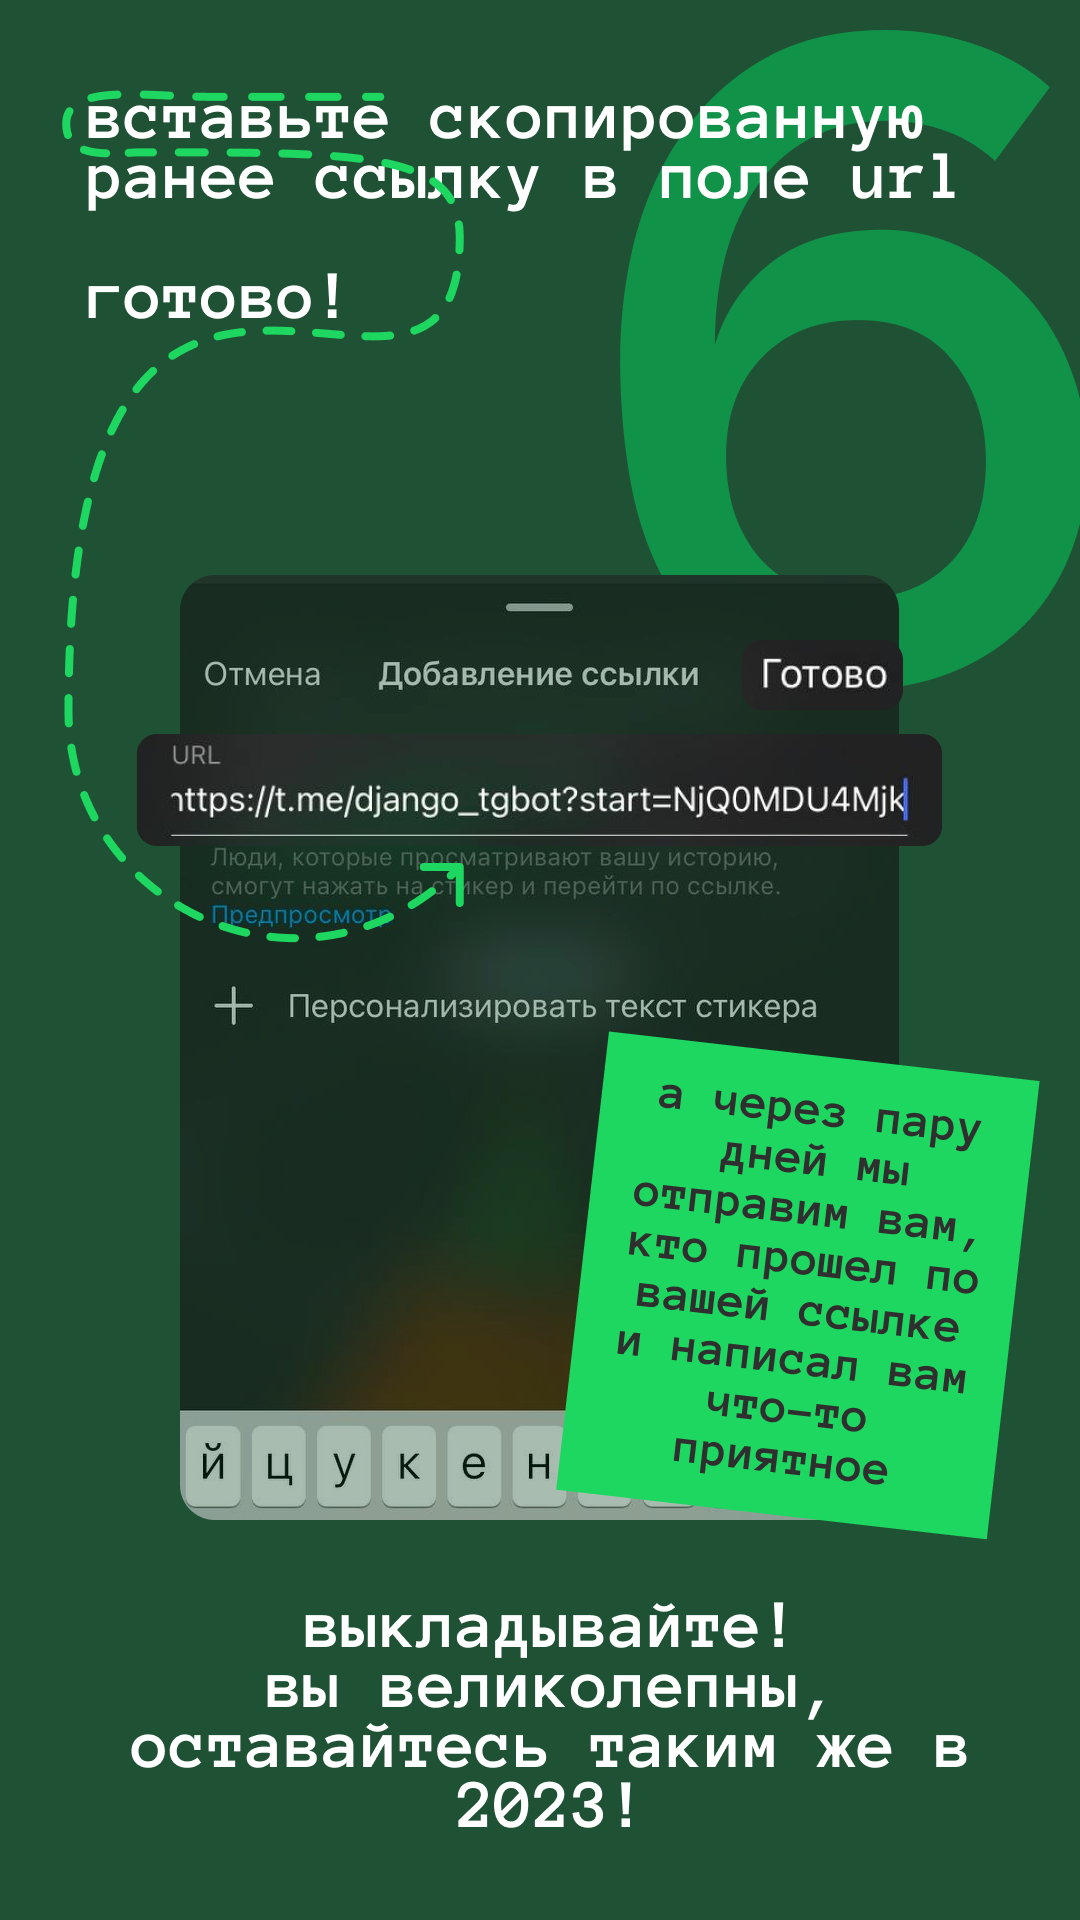 6
вставьте скопированную
ранее ссылку в поле url
готово!
Отмена
Добавление ссылки
Готово
URL
https://t.me/django_tgbot?start=NjQ0MDU4Mjk
Люди, которые просматривают вашу историю,
смогут нажать на стикер и перейти по ссылке.
Предпросмотр
Персонализировать текст стикера
а через пару
дней мы
отправим вам,
кто прошел по
вашей ссылке
и написал вам
что-то
приятное
й ц у к е н
выкладывайте!
вы великолепны,
оставайтесь таким же в
2023!